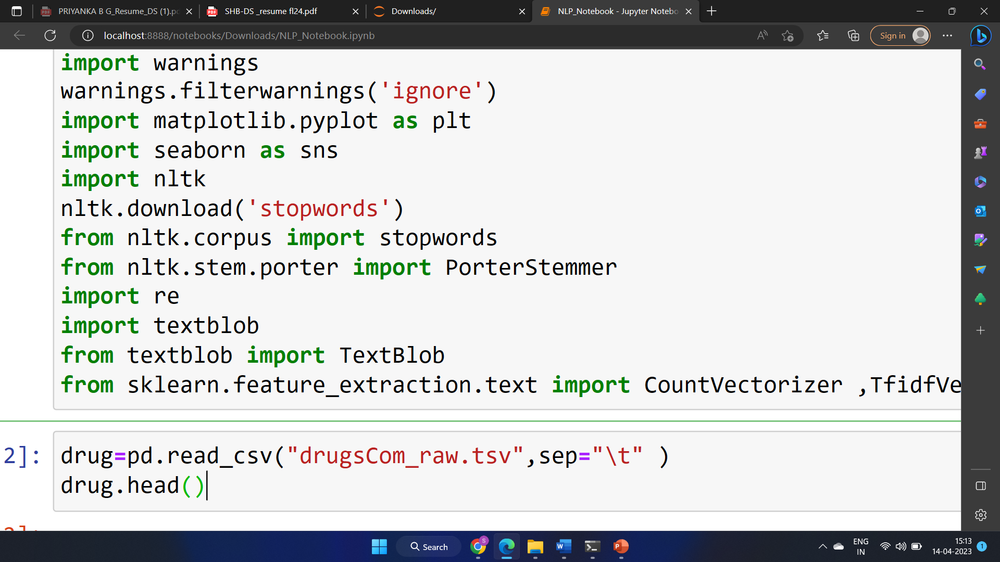 PRIYANKA B G_Resume_DS (1).pd
SHB-DS _resume fl24.pdf
Downloads/
NLP_Notebook - Jupyter Notebo
localhost:8888/notebooks/Downloads/NLP_Notebook.ipynb
Sign in
import warnings
warnings.filterwarnings('ignore')
import matplotlib.pyplot as plt
import seaborn as sns
import nltk
nltk.download('stopwords')
from nltk.corpus import stopwords
from nltk.stem.porter import PorterStemmer
import re
import textblob
from textblob import TextBlob
from sklearn.feature_extraction.text import CountVectorizer ,TfidfVe
2]:
drug=pd.read_csv("drugsCom_raw.tsv",sep="\t" )
drug.head()
Search
ENG
IN
15:13
14-04-2023
1